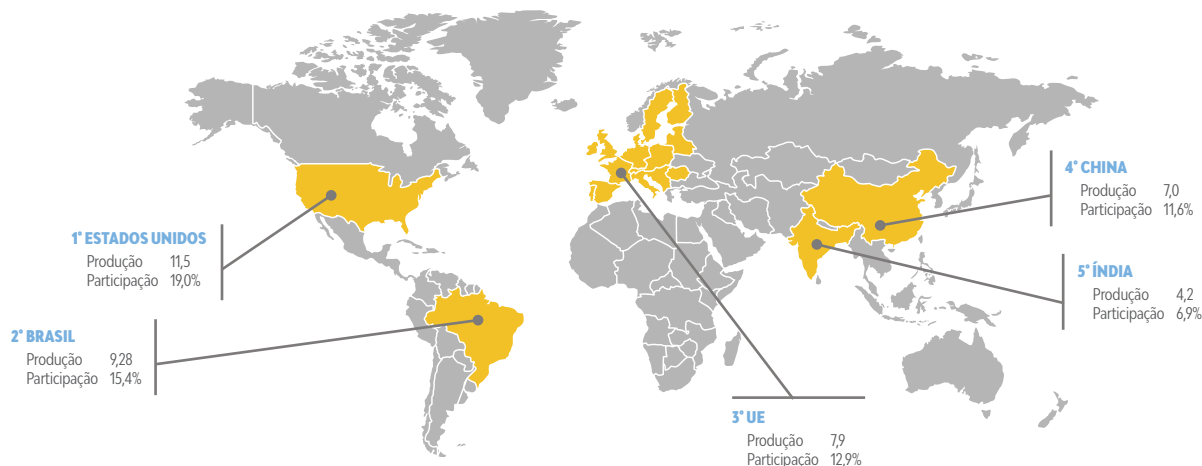 1° ESTADOS UNIDOS
Produção 11,5
Participação 19,0%
2° BRASIL
Produção 9,28
Participação 15,4%
3° UE
Produção 7,9
Participação 12,9%
4° CHINA
Produção 7,0
Participação 11,6%
5° ÍNDIA
Produção 4,2
Participação 6,9%